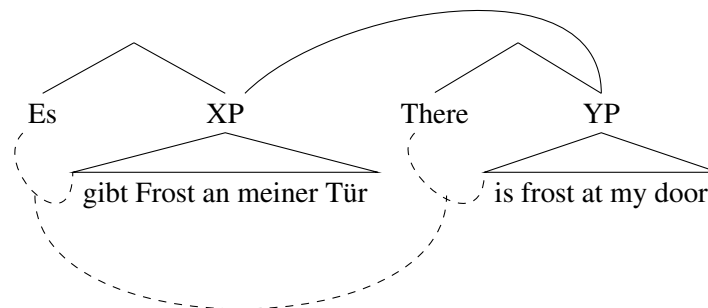 Es XP There YP
gibt Frost an meiner Tür is frost at my door